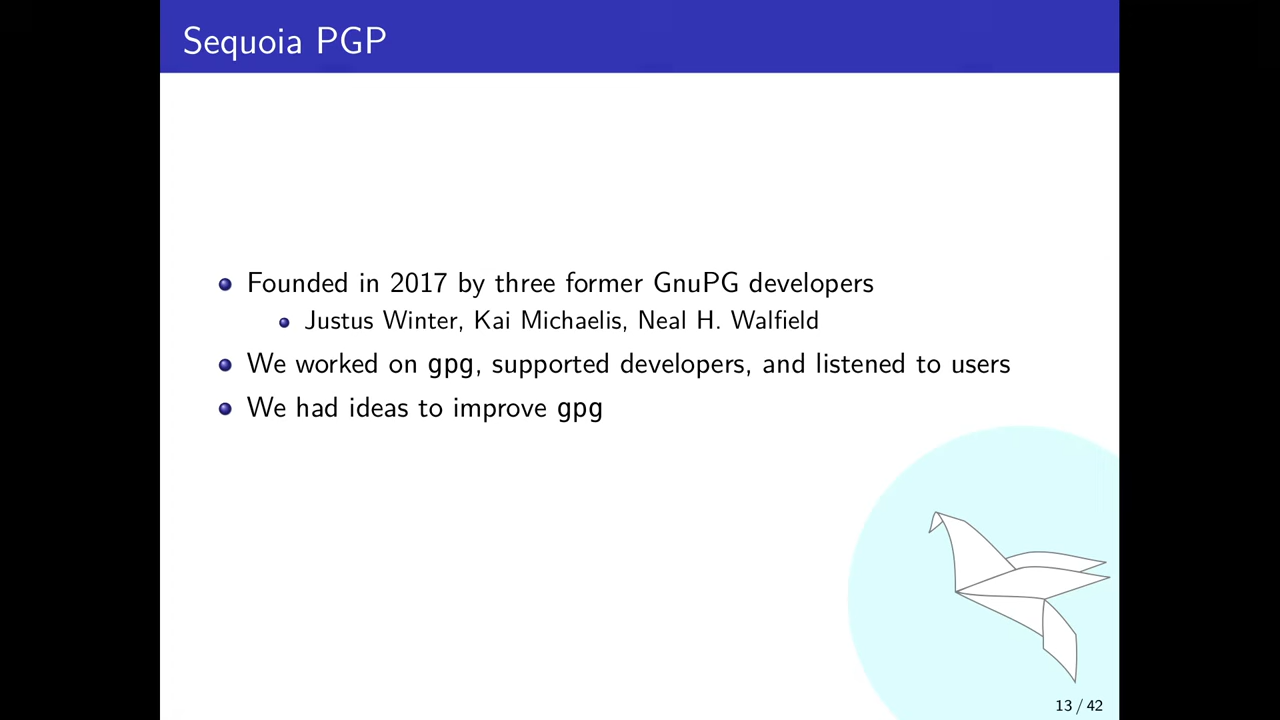 Sequoia PGP
Founded in 2017 by three former GnuPG developers
Justus Winter, Kai Michaelis, Neal H. Walfield
We worked on gpg, supported developers, and listened to users
We had ideas to improve gpg
13 / 42